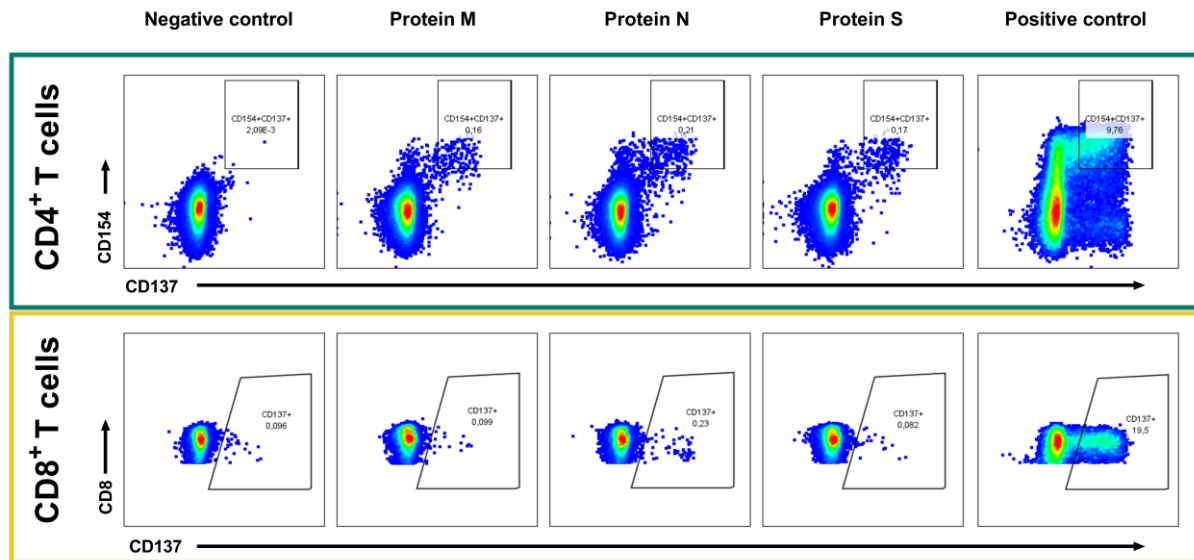 Negative control
Protein M
Protein N
Protein S
Positive control
CD4+ T cells
CD154
CD154+CD137+
2,09E-3
CD154+CD137+
0,16
CD154+CD137+
0,21
CD154+CD137+
0,17
CD154+CD137+
9,76
CD137
CD8+ T cells
CD8
CD137+
0,096
CD137+
0,099
CD137+
0,23
CD137+
0,082
CD137+
19,5
CD137